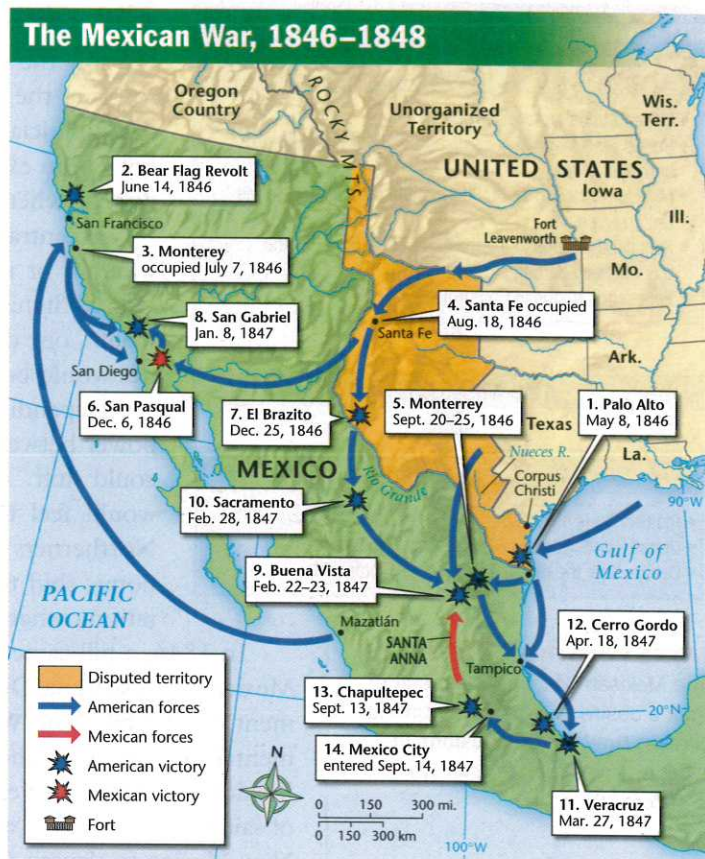 The Mexican War, 1846–1848
Oregon
Country
ROCKY MTS.
Unorganized
Territory
Wis.
Terr.
UNITED STATES
Iowa
Ill.
2. Bear Flag Revolt
June 14, 1846
San Francisco
Fort
Leavenworth
3. Monterey
occupied July 7, 1846
Mo.
8. San Gabriel
Jan. 8, 1847
4. Santa Fe occupied
Aug. 18, 1846
Santa Fe
San Diego
Ark.
6. San Pasqual
Dec. 6, 1846
7. El Brazito
Dec. 25, 1846
5. Monterrey
Sept. 20–25, 1846
Texas
1. Palo Alto
May 8, 1846
Nueces R.
La.
MEXICO
Rio Grande
Corpus
Christi
90°W
10. Sacramento
Feb. 28, 1847
Gulf of
Mexico
9. Buena Vista
Feb. 22–23, 1847
PACIFIC
OCEAN
Mazatlán
SANTA
ANNA
12. Cerro Gordo
Apr. 18, 1847
Tampico
Disputed territory
American forces
Mexican forces
American victory
Mexican victory
Fort
13. Chapultepec
Sept. 13, 1847
20°N
14. Mexico City
entered Sept. 14, 1847
N
0 150 300 mi.
0 150 300 km
11. Veracruz
Mar. 27, 1847
100°W